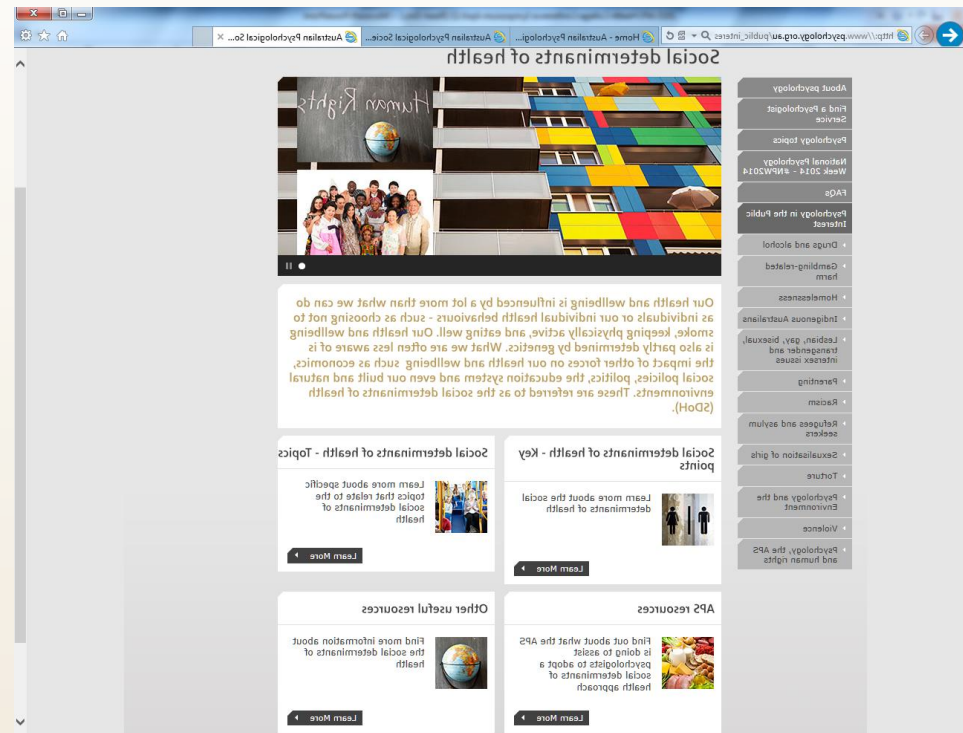 http://www.psychology.org.au/public_interes
Home - Australian Psychologi...
Australian Psychological Socie...
Australian Psychological So...
Social determinants of health
About psychology
Find a Psychologist
Service
Psychology topics
National Psychology
Week 2014 - #NPW2014
FAQs
Psychology in the Public
Interest
Drugs and alcohol
Gambling-related
harm
Homelessness
Indigenous Australians
Lesbian, gay, bisexual,
transgender and
intersex issues
Parenting
Racism
Refugees and asylum
seekers
Sexualisation of girls
Torture
Psychology and the
Environment
Violence
Psychology, the APS
and human rights
Human Rights
Our health and wellbeing is influenced by a lot more than what we can do
as individuals or our individual health behaviours - such as choosing not to
smoke, keeping physically active, and eating well. Our health and wellbeing
is also partly determined by genetics. What we are often less aware of is
the impact of other forces on our health and wellbeing such as economics,
social policies, politics, the education system and even our built and natural
environments. These are referred to as the social determinants of health
(SDoH).
Social determinants of health - Key
points
Learn more about the social
determinants of health
Learn More
Social determinants of health - Topics
Learn more about specific
topics that relate to the
social determinants of
health
Learn More
APS resources
Find out about what the APS
is doing to assist
psychologists to adopt a
social determinants of
health approach
Learn More
Other useful resources
Find more information about
the social determinants of
health
Learn More